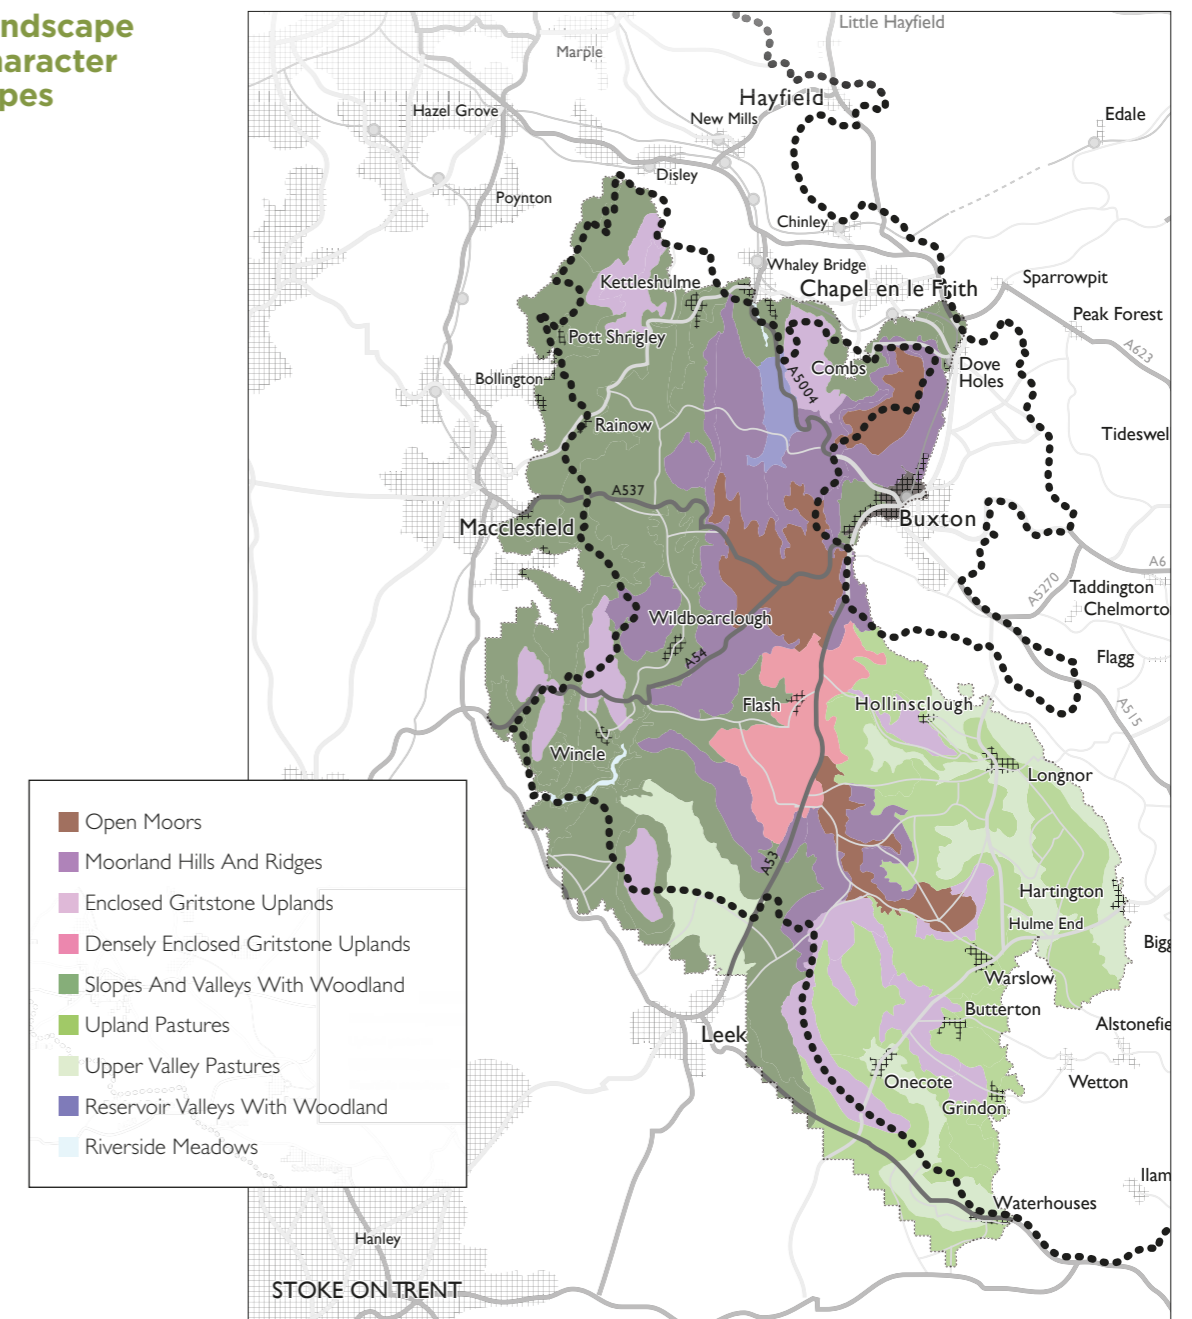 ndscape
aracter
pes
Little Hayfield
Marple
Hayfield
Hazel Grove
New Mills
Edale
Disley
Poynton
Chinley
Whaley Bridge
Sparrowpit
Kettleshulme
Chapel en le Frith
Peak Forest
Pott Shrigley
A623
Combs
Dove
Holes
Bollington
A5004
Rainow
Tideswel
A537
Macclesfield
Buxton
A6
A5270
Taddington
Chelmorto
Wildboarclough
A54
Flagg
Flash
Hollinsclough
A515
Wincle
Longnor
Open Moors
Moorland Hills And Ridges
A53
Enclosed Gritstone Uplands
Hartington
Hulme End
Densely Enclosed Gritstone Uplands
Bigg
Slopes And Valleys With Woodland
Warslow
Butterton
Upland Pastures
Alstonefie
Leek
Upper Valley Pastures
Onecote
Wetton
Reservoir Valleys With Woodland
Grindon
Riverside Meadows
Ilam
Waterhouses
Hanley
STOKE ON TRENT